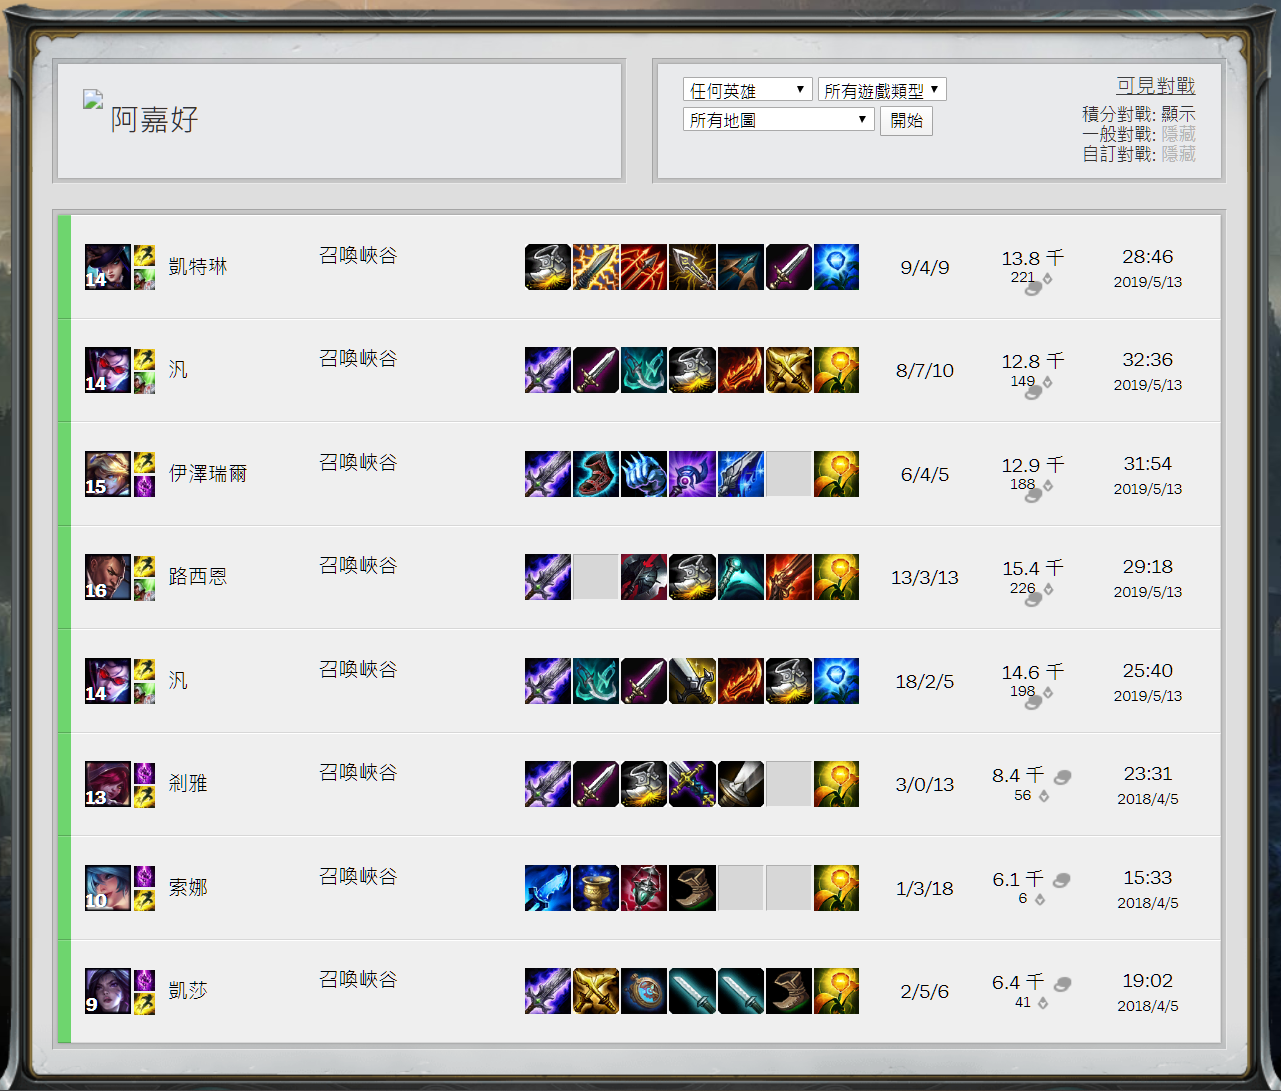 阿嘉好
任何英雄
所有遊戲類型
所有地圖
開始
可見對戰
積分對戰: 顯示
一般對戰: 隱藏
自訂對戰: 隱藏
14
凱特琳
召喚峽谷
9/4/9
13.8 千
221
28:46
2019/5/13
14
汎
召喚峽谷
8/7/10
12.8 千
149
32:36
2019/5/13
15
伊澤瑞爾
召喚峽谷
6/4/5
12.9 千
188
31:54
2019/5/13
16
路西恩
召喚峽谷
13/3/13
15.4 千
226
29:18
2019/5/13
14
汎
召喚峽谷
18/2/5
14.6 千
198
25:40
2019/5/13
13
剎雅
召喚峽谷
3/0/13
8.4 千
56
23:31
2018/4/5
10
索娜
召喚峽谷
1/3/18
6.1 千
6
15:33
2018/4/5
9
凱莎
召喚峽谷
2/5/6
6.4 千
41
19:02
2018/4/5